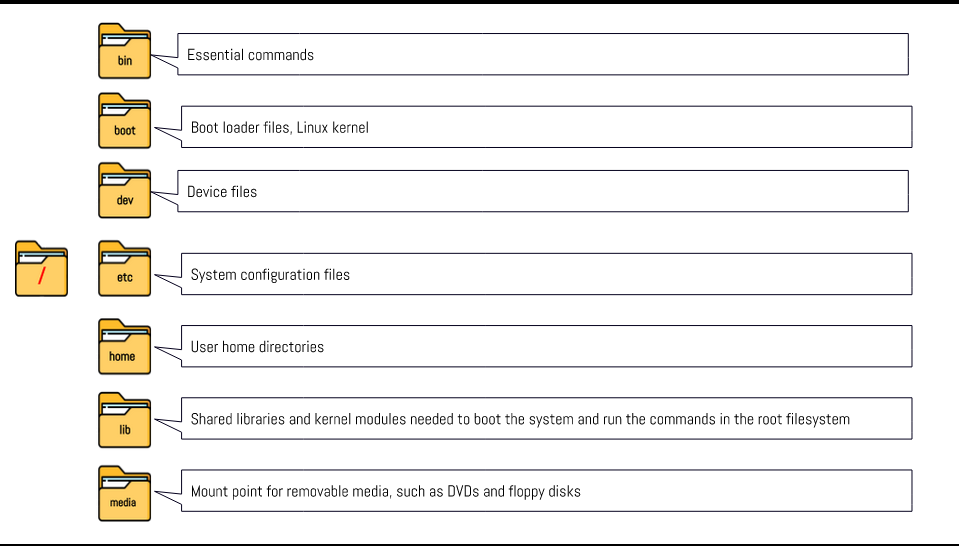 bin
Essential commands
boot
Boot loader files, Linux kernel
dev
Device files
/
etc
System configuration files
home
User home directories
lib
Shared libraries and kernel modules needed to boot the system and run the commands in the root filesystem
media
Mount point for removable media, such as DVDs and floppy disks